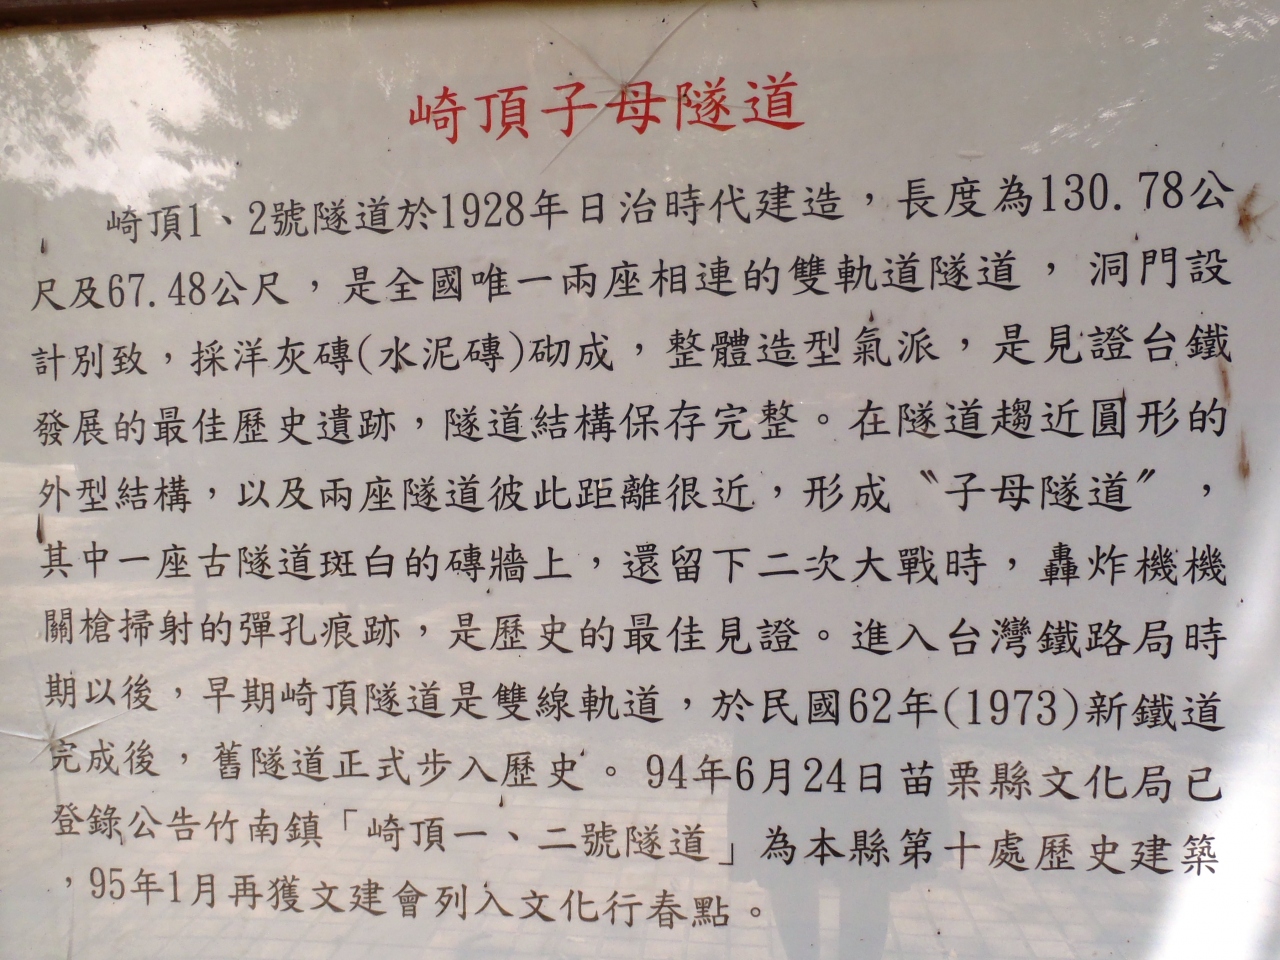 崎頂子母隧道
崎頂1、2號隧道於1928年日治時代建造，長度為130.78公
尺及67.48公尺，是全國唯一兩座相連的雙軌道隧道，洞門設
計別致，採洋灰磚(水泥磚)砌成，整體造型氣派，是見證台鐵
發展的最佳歷史遺跡，隧道結構保存完整。在隧道趨近圓形的
外型結構，以及兩座隧道彼此距離很近，形成〝子母隧道〞，
其中一座古隧道斑白的磚牆上，還留下二次大戰時，轟炸機機
關槍掃射的彈孔痕跡，是歷史的最佳見證。進入台灣鐵路局時
期以後，早期崎頂隧道是雙線軌道，於民國62年(1973)新鐵道
完成後，舊隧道正式步入歷史。94年6月24日苗栗縣文化局已
登錄公告竹南鎮「崎頂一、二號隧道」為本縣第十處歷史建築
，95年1月再獲文建會列入文化行春點。